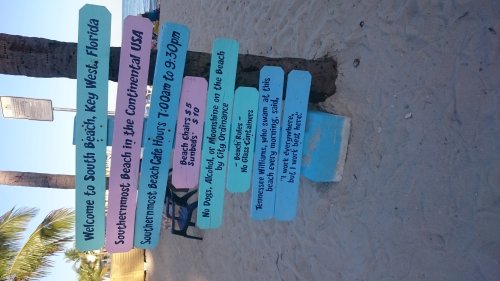 Welcome to South Beach, Key West, Florida
Southernmost Beach in the Continental USA
Southernmost Beach Café Hours 7:00am to 9:30pm
Beach Chairs $ 5
Sunbeds $ 10
No Dogs, Alcohol, or Moonshine on the Beach
by City Ordinance
- Beach Rules -
No Glass Containers
Tennessee Williams, who swam at this
beach every morning, said,
"I work everywhere,
but I work best here."